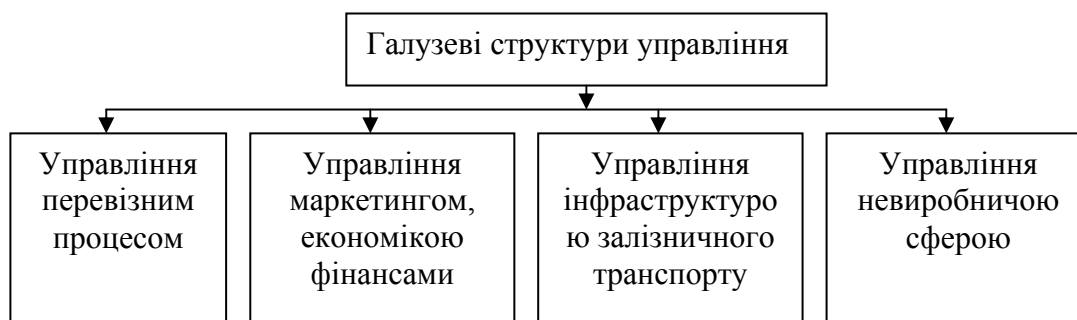 Галузеві структури управління
Управління
перевізним
процесом
Управління
маркетингом,
економікою
фінансами
Управління
інфраструктуро
ю залізничного
транспорту
Управління
невиробничою
сферою